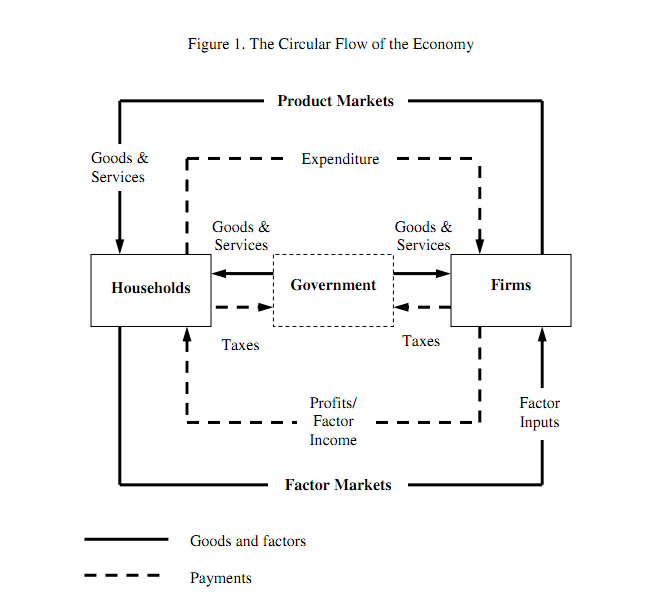 Figure 1. The Circular Flow of the Economy
Product Markets
Goods &
Services
Expenditure
Goods &
Services
Goods &
Services
Households
Government
Firms
Taxes
Taxes
Profits/
Factor
Income
Factor
Inputs
Factor Markets
Goods and factors
Payments